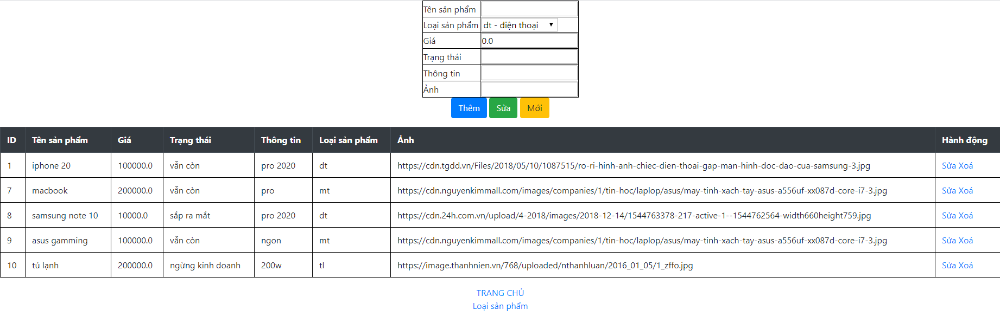 Tên sản phẩm
Loại sản phẩm dt - điện thoại
Giá 0.0
Trạng thái
Thông tin
Ảnh
Thêm Sửa Mới
ID Tên sản phẩm Giá Trạng thái Thông tin Loại sản phẩm Ảnh Hành động
1 iphone 20 100000.0 vẫn còn pro 2020 dt https://cdn.tgdd.vn/Files/2018/05/10/1087515/ro-ri-hinh-anh-chiec-dien-thoai-gap-man-hinh-doc-dao-cua-samsung-3.jpg Sửa Xoá
7 macbook 200000.0 vẫn còn pro mt https://cdn.nguyenkimmall.com/images/companies/1/tin-hoc/laplop/asus/may-tinh-xach-tay-asus-a556uf-xx087d-core-i7-3.jpg Sửa Xoá
8 samsung note 10 10000.0 sắp ra mắt pro 2020 dt https://cdn.24h.com.vn/upload/4-2018/images/2018-12-14/1544763378-217-active-1--1544762564-width660height759.jpg Sửa Xoá
9 asus gamming 100000.0 vẫn còn ngon mt https://cdn.nguyenkimmall.com/images/companies/1/tin-hoc/laplop/asus/may-tinh-xach-tay-asus-a556uf-xx087d-core-i7-3.jpg Sửa Xoá
10 tủ lạnh 200000.0 ngừng kinh doanh 200w tl https://image.thanhnien.vn/768/uploaded/nthanhluan/2016_01_05/1_zffo.jpg Sửa Xoá
TRANG CHỦ
Loại sản phẩm